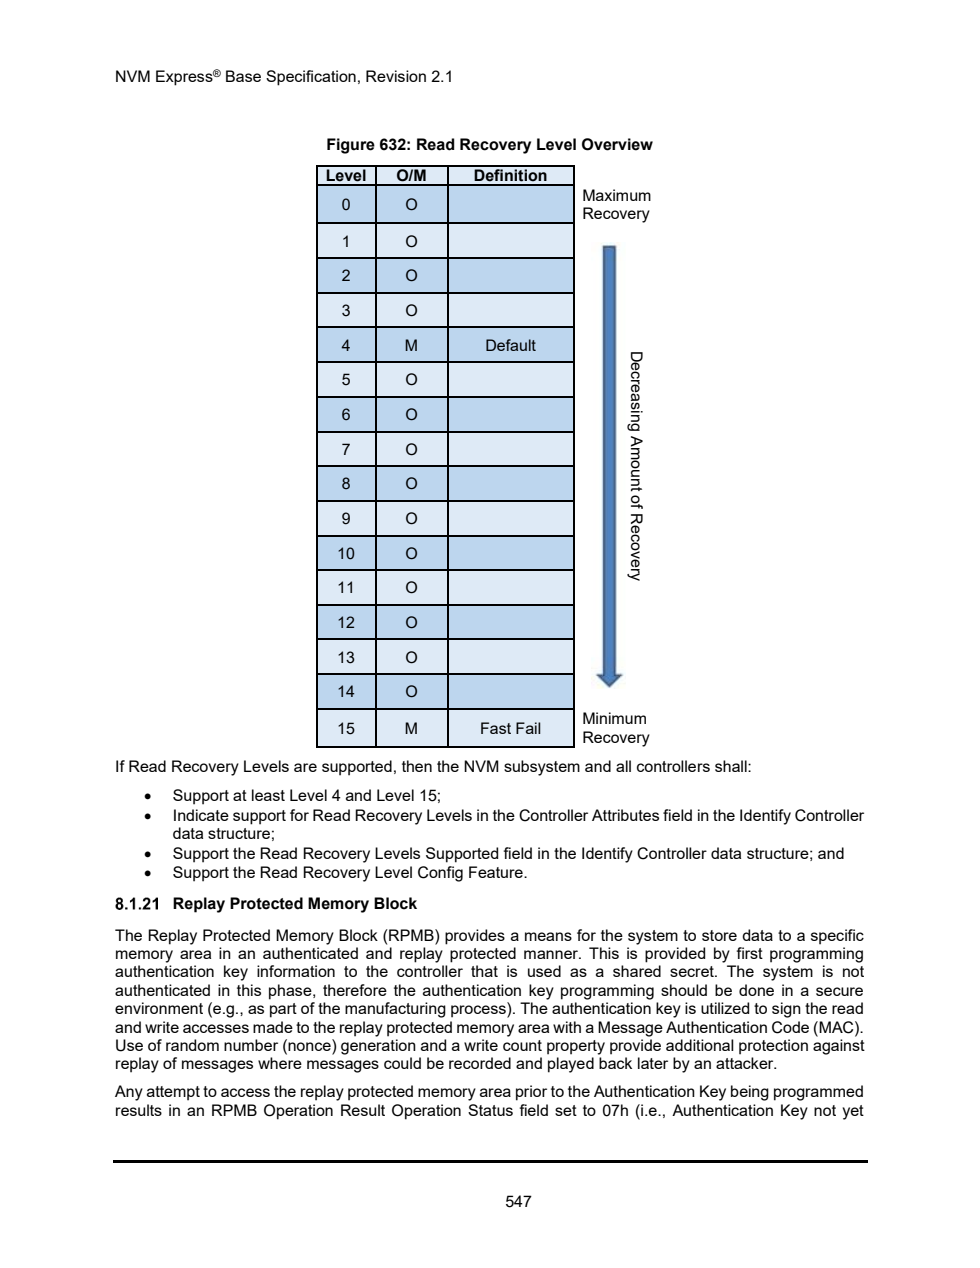 NVM Express® Base Specification, Revision 2.1
Figure 632: Read Recovery Level Overview
Level O/M Definition
0 O
1 O
2 O
3 O
4 M Default
5 O
6 O
7 O
8 O
9 O
10 O
11 O
12 O
13 O
14 O
15 M Fast Fail
Maximum
Recovery
Decreasing Amount of Recovery
Minimum
Recovery
If Read Recovery Levels are supported, then the NVM subsystem and all controllers shall:
• Support at least Level 4 and Level 15;
• Indicate support for Read Recovery Levels in the Controller Attributes field in the Identify Controller
data structure;
• Support the Read Recovery Levels Supported field in the Identify Controller data structure; and
• Support the Read Recovery Level Config Feature.
8.1.21 Replay Protected Memory Block
The Replay Protected Memory Block (RPMB) provides a means for the system to store data to a specific
memory area in an authenticated and replay protected manner. This is provided by first programming
authentication key information to the controller that is used as a shared secret. The system is not
authenticated in this phase, therefore the authentication key programming should be done in a secure
environment (e.g., as part of the manufacturing process). The authentication key is utilized to sign the read
and write accesses made to the replay protected memory area with a Message Authentication Code (MAC).
Use of random number (nonce) generation and a write count property provide additional protection against
replay of messages where messages could be recorded and played back later by an attacker.
Any attempt to access the replay protected memory area prior to the Authentication Key being programmed
results in an RPMB Operation Result Operation Status field set to 07h (i.e., Authentication Key not yet
547